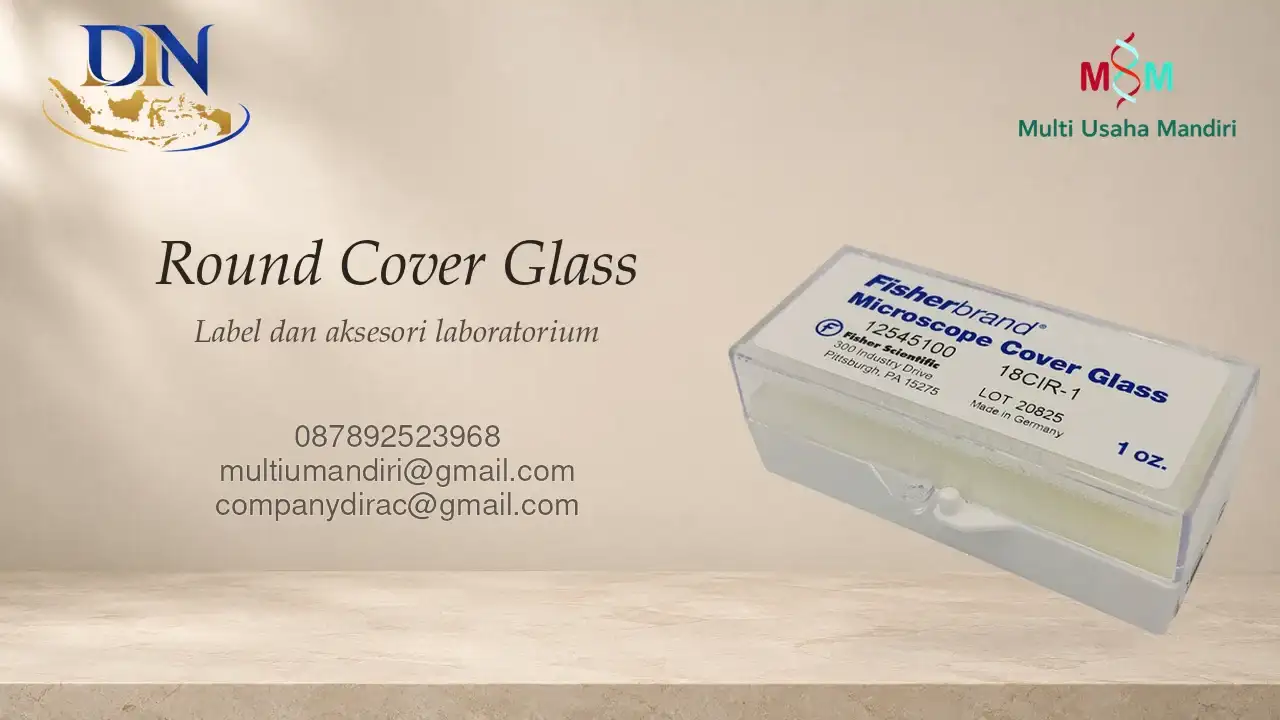 DIN
M M
Multi Usaha Mandiri
Round Cover Glass
Label dan aksesori laboratorium
087892523968
multiumandiri@gmail.com
companydirac@gmail.com
Fisherbrand®
Microscope Cover Glass
12545100
18CIR-1
F Fisher Scientific
300 Industry Drive
Pittsburgh, PA 15275
LOT 20825
Made in Germany
1 oz.